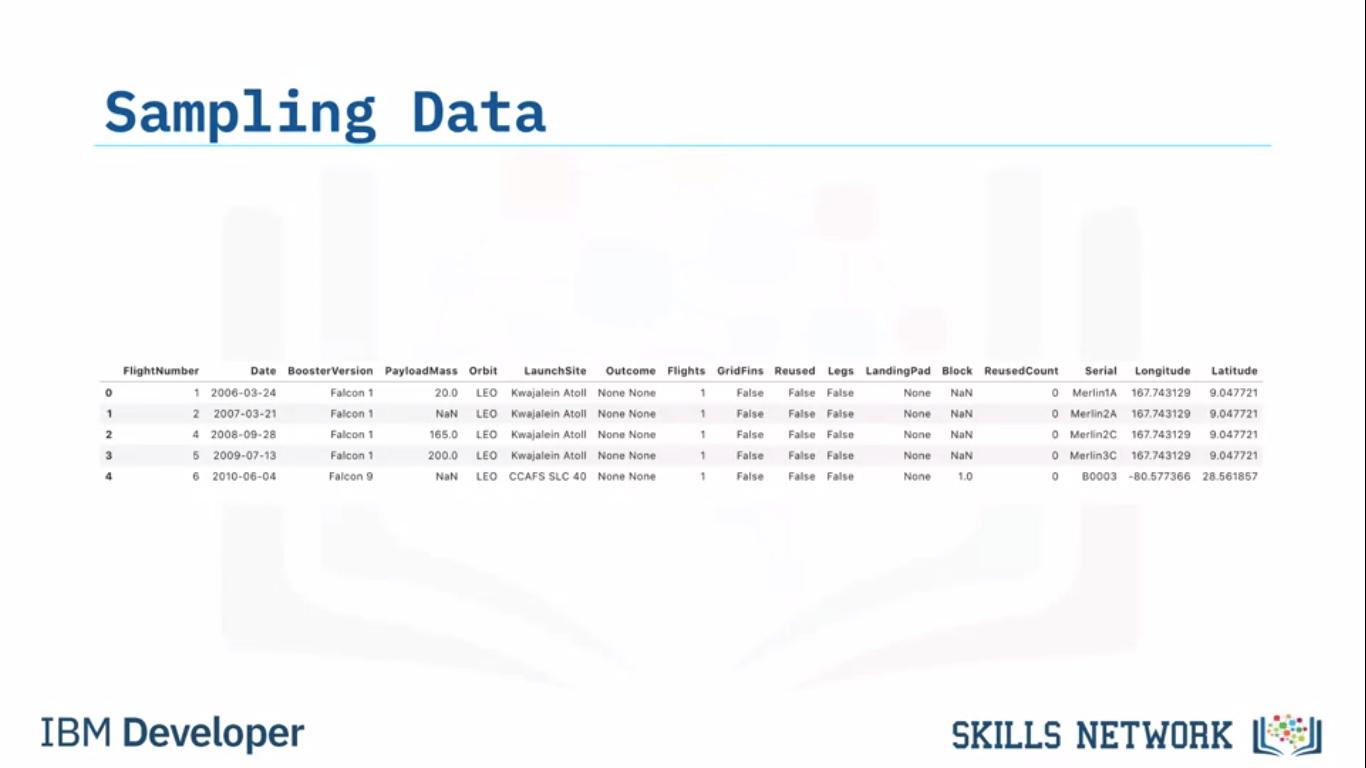 Sampling Data
FlightNumber Date BoosterVersion PayloadMass Orbit LaunchSite Outcome Flights GridFins Reused Legs LandingPad Block ReusedCount Serial Longitude Latitude
0 1 2006-03-24 Falcon 1 20.0 LEO Kwajalein Atoll None None 1 False False False None NaN 0 Merlin1A 167.743129 9.047721
1 2 2007-03-21 Falcon 1 NaN LEO Kwajalein Atoll None None 1 False False False None NaN 0 Merlin2A 167.743129 9.047721
2 4 2008-09-28 Falcon 1 165.0 LEO Kwajalein Atoll None None 1 False False False None NaN 0 Merlin2C 167.743129 9.047721
3 5 2009-07-13 Falcon 1 200.0 LEO Kwajalein Atoll None None 1 False False False None NaN 0 Merlin3C 167.743129 9.047721
4 6 2010-06-04 Falcon 9 NaN LEO CCAFS SLC 40 None None 1 False False False None 1.0 0 B0003 -80.577366 28.561857
IBM Developer
SKILLS NETWORK